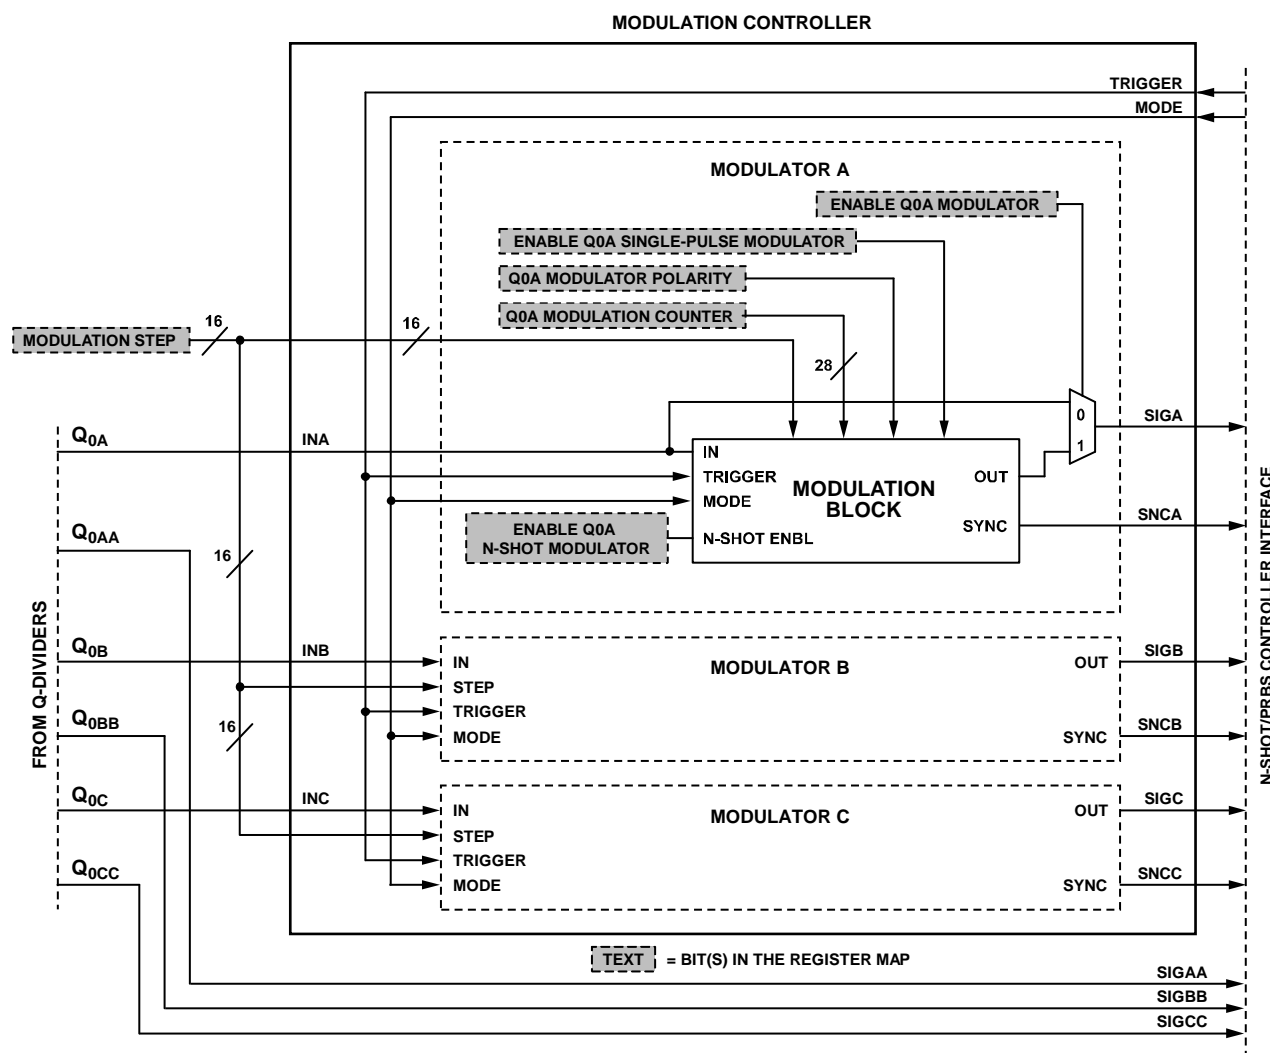 MODULATION CONTROLLER
TRIGGER
MODE
MODULATOR A
ENABLE Q0A MODULATOR
ENABLE Q0A SINGLE-PULSE MODULATOR
Q0A MODULATOR POLARITY
Q0A MODULATION COUNTER
MODULATION STEP
16
16
28
0
1
SIGA
Q0A
INA
IN
TRIGGER
MODE
N-SHOT ENBL
MODULATION
BLOCK
OUT
SYNC
SNCA
ENABLE Q0A
N-SHOT MODULATOR
Q0AA
16
FROM Q-DIVIDERS
N-SHOT/PRBS CONTROLLER INTERFACE
Q0B
INB
IN
STEP
TRIGGER
MODE
MODULATOR B
OUT
SYNC
SIGB
SNCB
Q0BB
16
Q0C
INC
IN
STEP
TRIGGER
MODE
MODULATOR C
OUT
SYNC
SIGC
SNCC
Q0CC
TEXT = BIT(S) IN THE REGISTER MAP
SIGAA
SIGBB
SIGCC